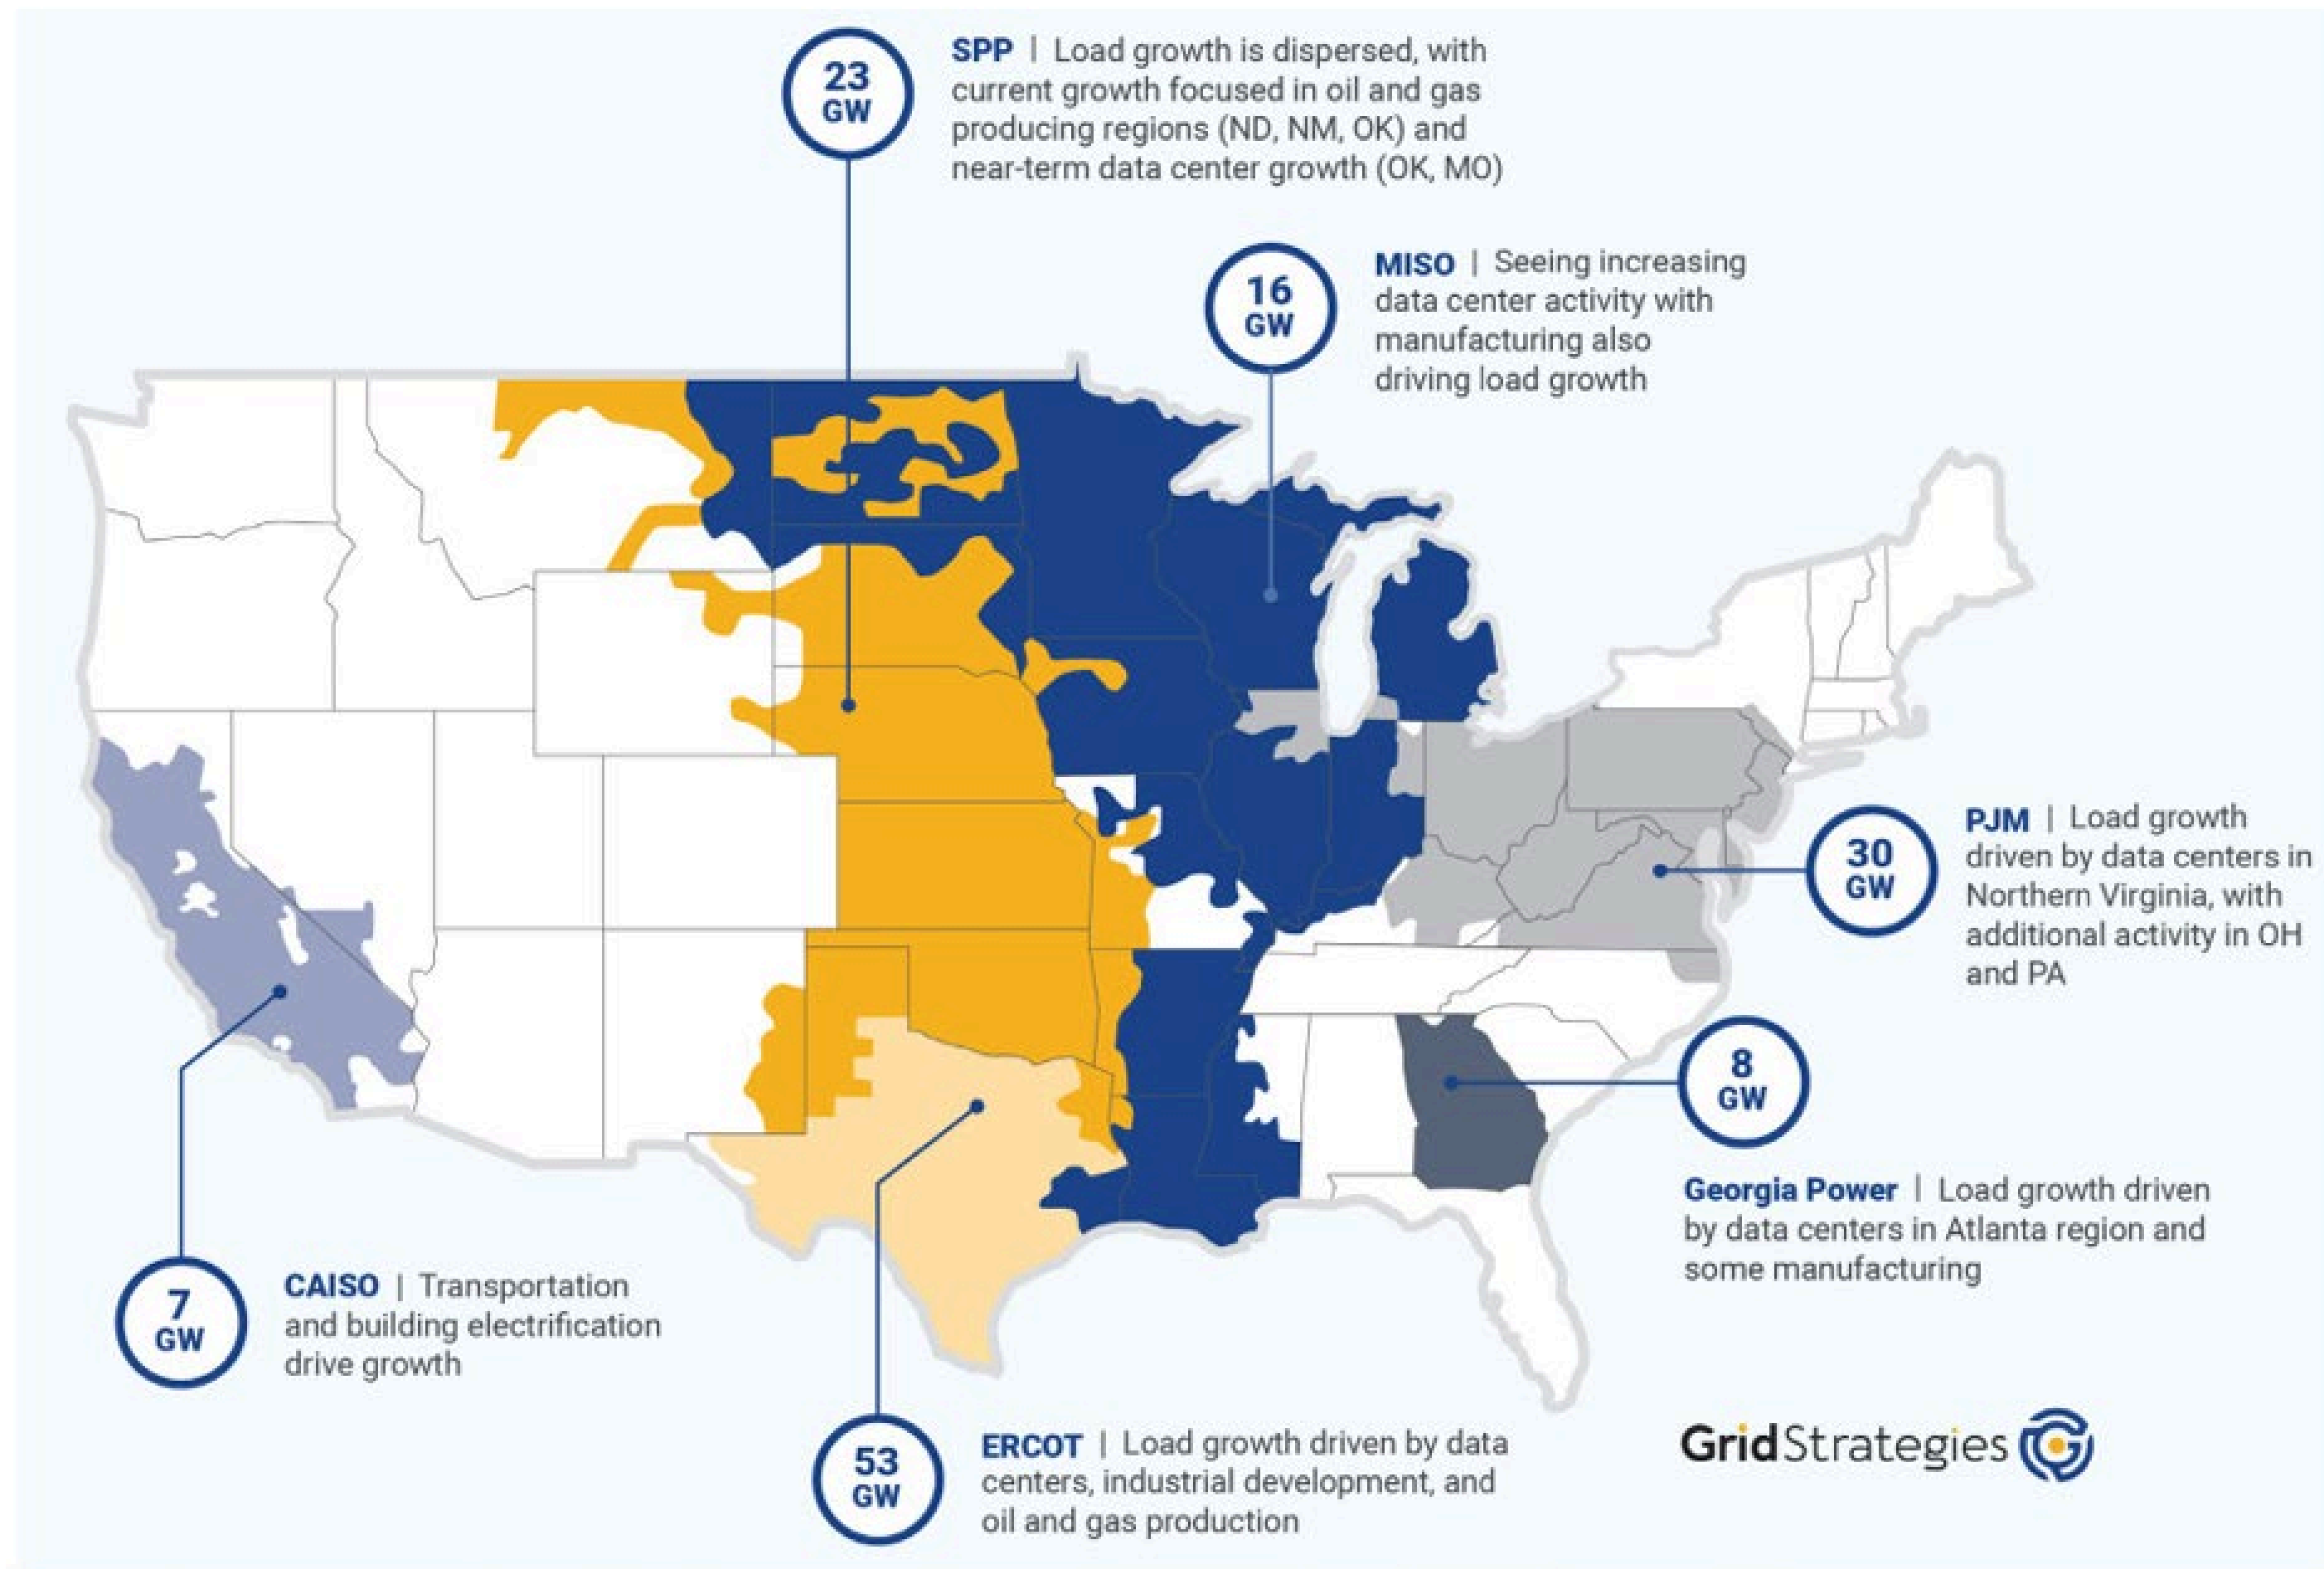 23
GW
SPP | Load growth is dispersed, with
current growth focused in oil and gas
producing regions (ND, NM, OK) and
near-term data center growth (OK, MO)
16
GW
MISO | Seeing increasing
data center activity with
manufacturing also
driving load growth
30
GW
PJM | Load growth
driven by data centers in
Northern Virginia, with
additional activity in OH
and PA
8
GW
Georgia Power | Load growth driven
by data centers in Atlanta region and
some manufacturing
7
GW
CAISO | Transportation
and building electrification
drive growth
53
GW
ERCOT | Load growth driven by data
centers, industrial development, and
oil and gas production
GridStrategies